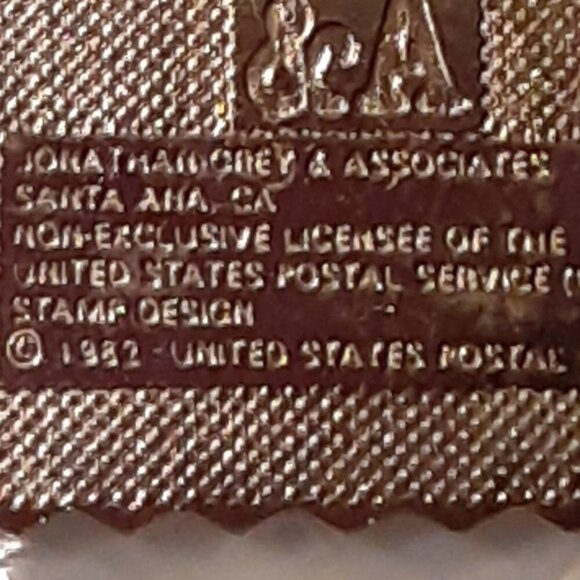 &A
JONATHAN GREY & ASSOCIATES
SANTA ANA, CA
NON-EXCLUSIVE LICENSEE OF THE
UNITED STATES POSTAL SERVICE
STAMP DESIGN
© 1982 - UNITED STATES POSTAL